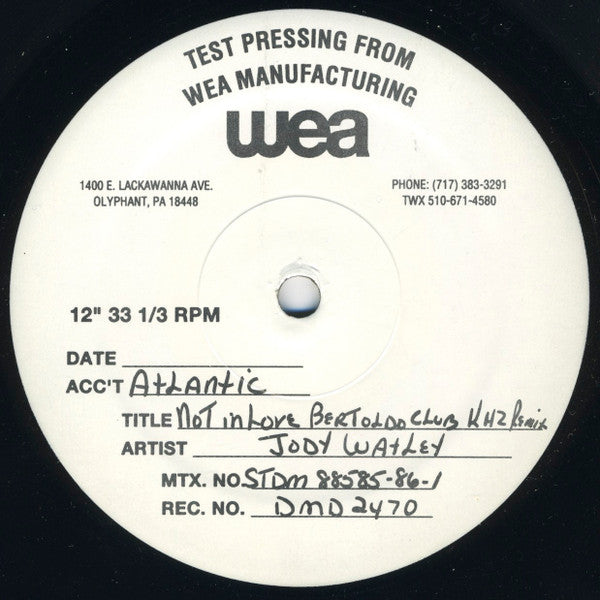 TEST PRESSING FROM
WEA MANUFACTURING
wea
1400 E. LACKAWANNA AVE.
OLYPHANT, PA 18448
PHONE: (717) 383-3291
TWX 510-671-4580
12" 33 1/3 RPM
DATE
ACC'T Atlantic
TITLE Not in Love Bertoldo Club KHZ Remix
ARTIST JODY WAtLEY
MTX. NO. STDM 88585-86-1
REC. NO. DMD 2470